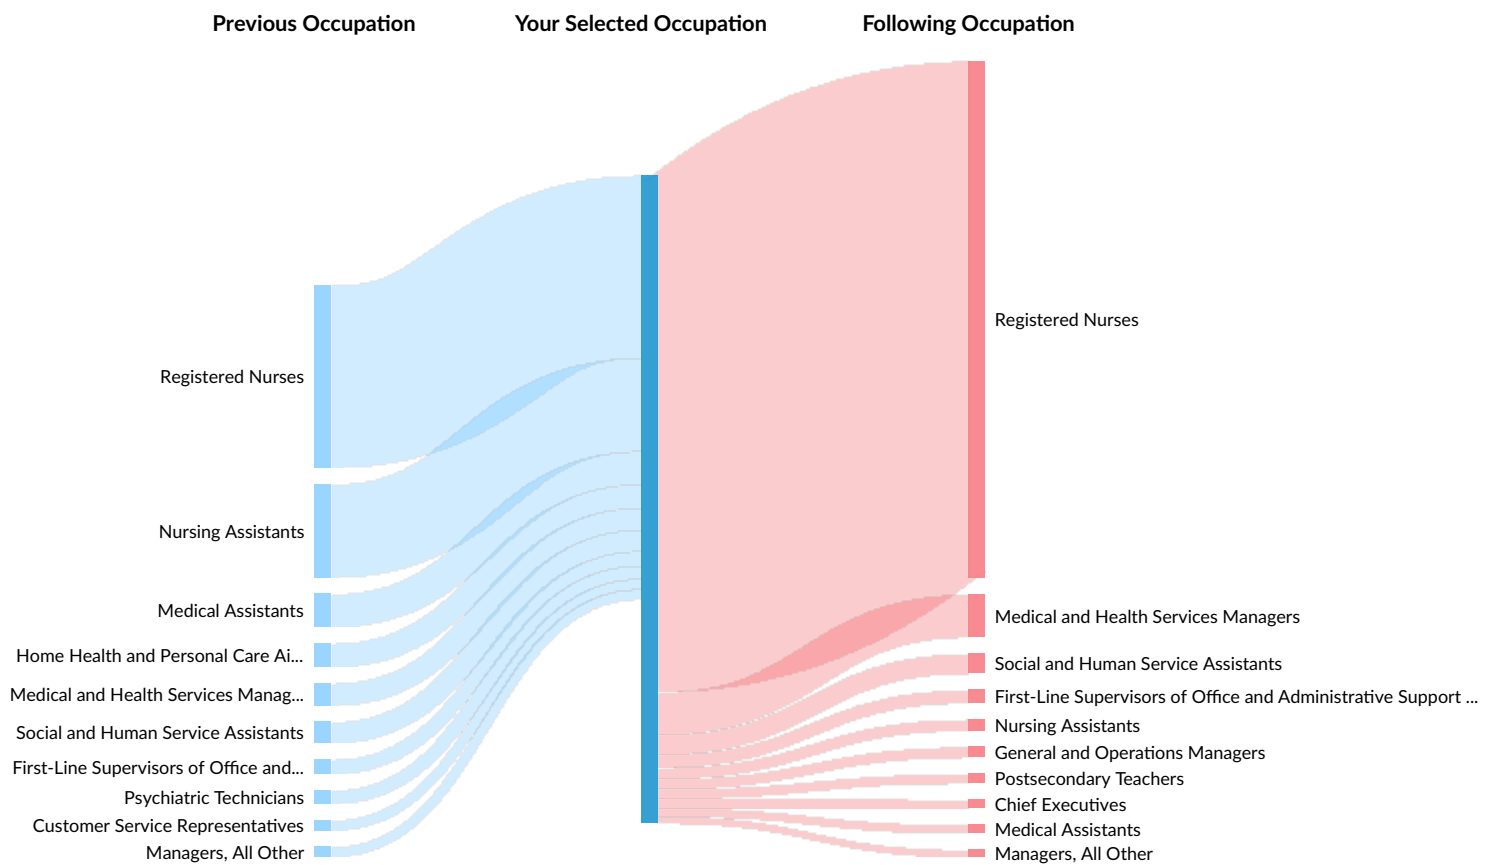 Previous Occupation
Your Selected Occupation
Following Occupation
Registered Nurses
Nursing Assistants
Medical Assistants
Home Health and Personal Care Ai...
Medical and Health Services Manag...
Social and Human Service Assistants
First-Line Supervisors of Office and...
Psychiatric Technicians
Customer Service Representatives
Managers, All Other
Registered Nurses
Medical and Health Services Managers
Social and Human Service Assistants
First-Line Supervisors of Office and Administrative Support ...
Nursing Assistants
General and Operations Managers
Postsecondary Teachers
Chief Executives
Medical Assistants
Managers, All Other